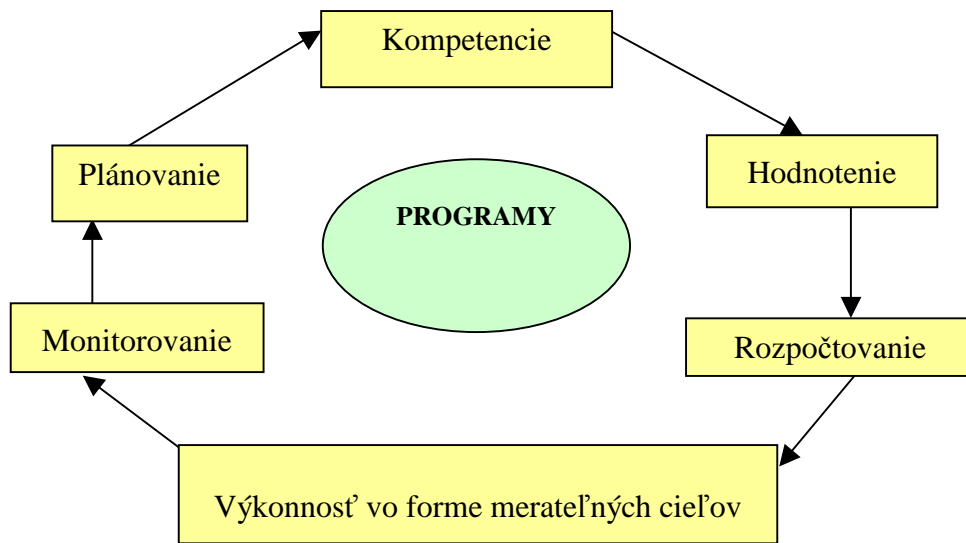 Kompetencie
Plánovanie
Hodnotenie
PROGRAMY
Monitorovanie
Rozpočtovanie
Výkonnosť vo forme merateľných cieľov